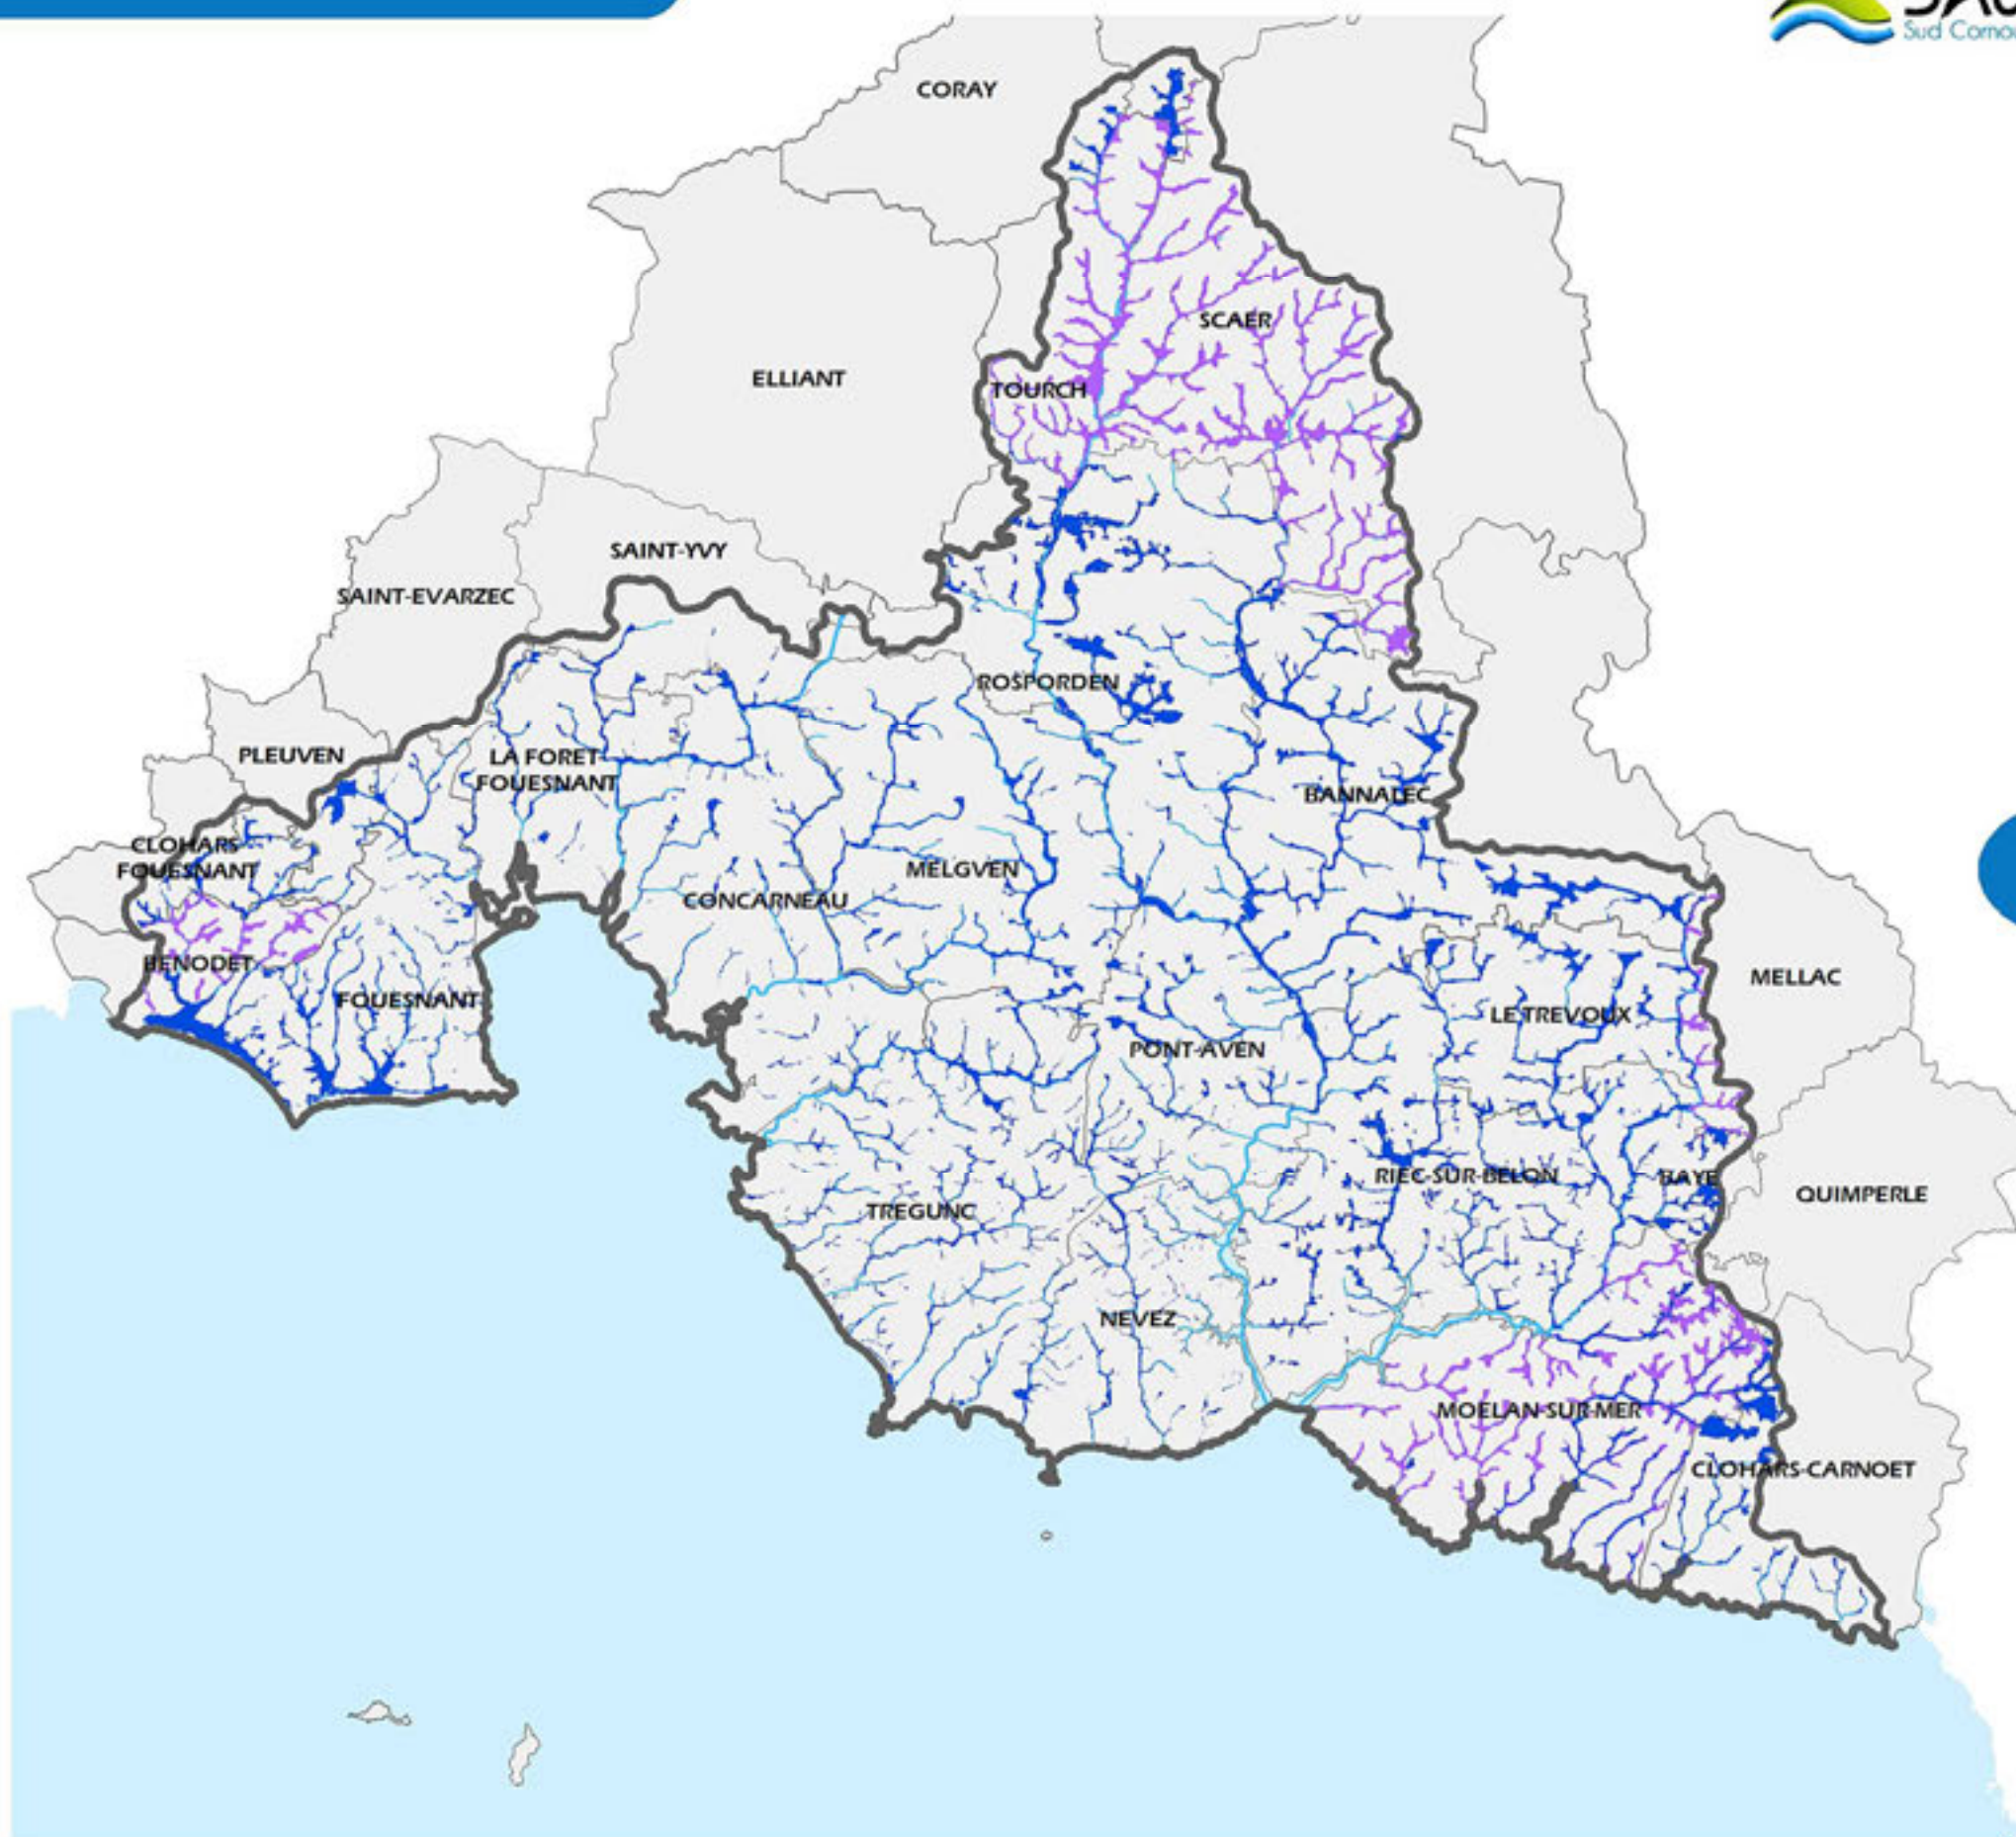 Sud Corno
CORAY
SCAER
ELLIANT
TOURCH
SAINT-YVY
SAINT-EVARZEC
ROSPORDEN
PLEUVEN
LA FORET-
FOUESNANT
BANNALEC
CLOHARS-
FOUESNANT
MELGVEN
CONCARNEAU
BENODET
MELLAC
FOUESNANT
LE TREVOUX
PONT-AVEN
RIEC-SUR-BELON
BAYE
QUIMPERLE
TREGUNC
NEVEZ
MOELAN-SUR-MER
CLOHARS-CARNOET